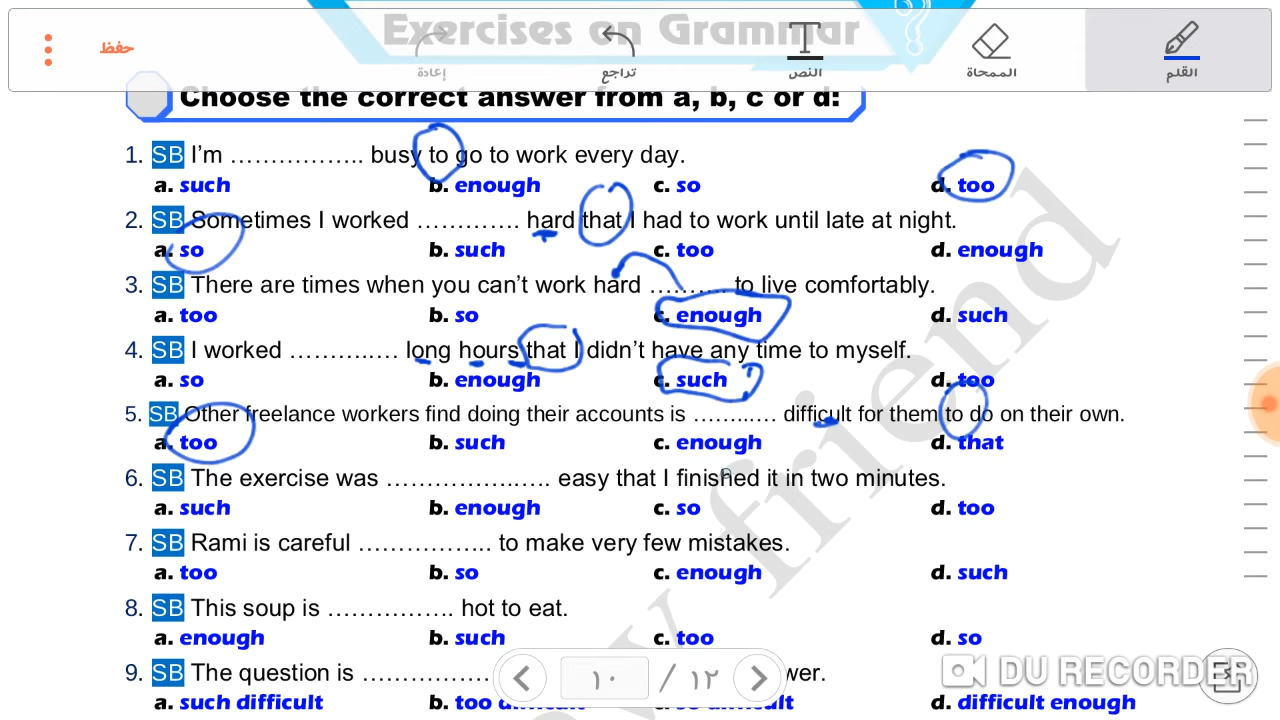 Exercises on Grammar
حفظ
إعادة
تراجع
النص
الممحاة
القلم
Choose the correct answer from a, b, c or d:
1. SB I'm ................. busy to go to work every day.
a. such b. enough c. so d. too
2. SB Sometimes I worked ............. hard that I had to work until late at night.
a. so b. such c. too d. enough
3. SB There are times when you can't work hard .......... to live comfortably.
a. too b. so c. enough d. such
4. SB I worked .............. long hours that I didn't have any time to myself.
a. so b. enough c. such d. too
5. SB Other freelance workers find doing their accounts is ............ difficult for them to do on their own.
a. too b. such c. enough d. that
6. SB The exercise was .................... easy that I finished it in two minutes.
a. such b. enough c. so d. too
7. SB Rami is careful ................. to make very few mistakes.
a. too b. so c. enough d. such
8. SB This soup is ................ hot to eat.
a. enough b. such c. too d. so
9. SB The question is ................ wer.
a. such difficult b. too difficult c. so difficult d. difficult enough
١٠ / ١٢
DU RECORDER
friend